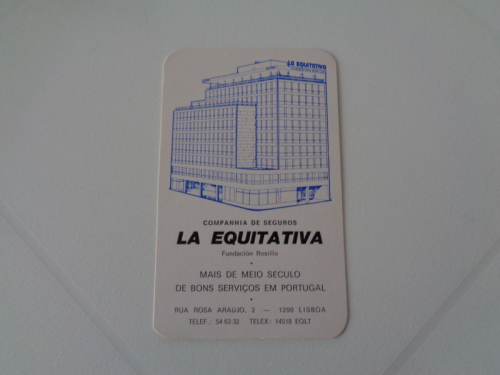 LA EQUITATIVA
COMPANHIA DE SEGUROS
LA EQUITATIVA
Fundación Rosillo
MAIS DE MEIO SECULO
DE BONS SERVIÇOS EM PORTUGAL
RUA ROSA ARAÚJO, 2 — 1200 LISBOA
TELEF.: 54 63 32 TELEX: 14518 EQLT